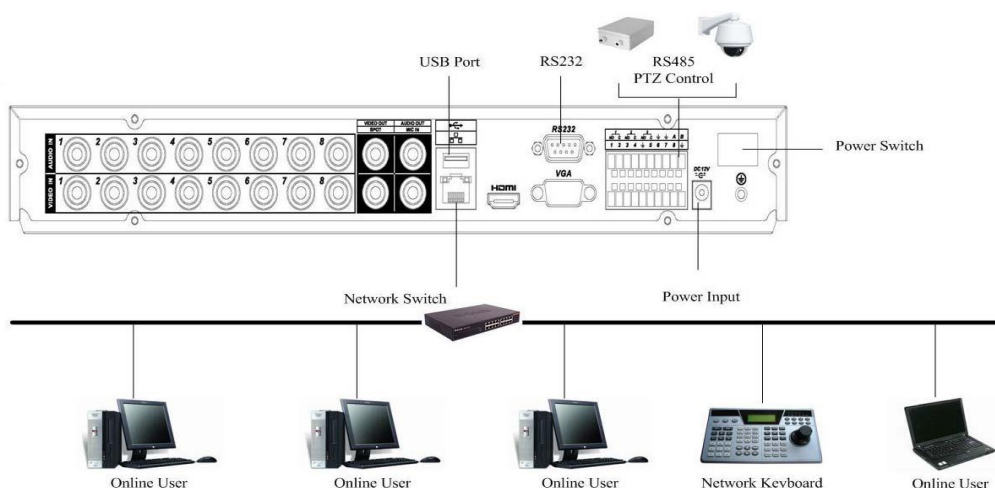 USB Port
RS232
RS485
PTZ Control
AUDIO IN
1 2 3 4 5 6 7 8
VIDEO OUT
SPOT
AUDIO OUT
MIC IN
RS232
NO C NO C NO C ⏚ ⏚ A B
1 2 3 4 ⏚ 5 6 7 8 ⏚
VIDEO IN
1 2 3 4 5 6 7 8
HDMI
VGA
DC12V
Power Switch
Network Switch
Power Input
Online User
Online User
Online User
Network Keyboard
Online User